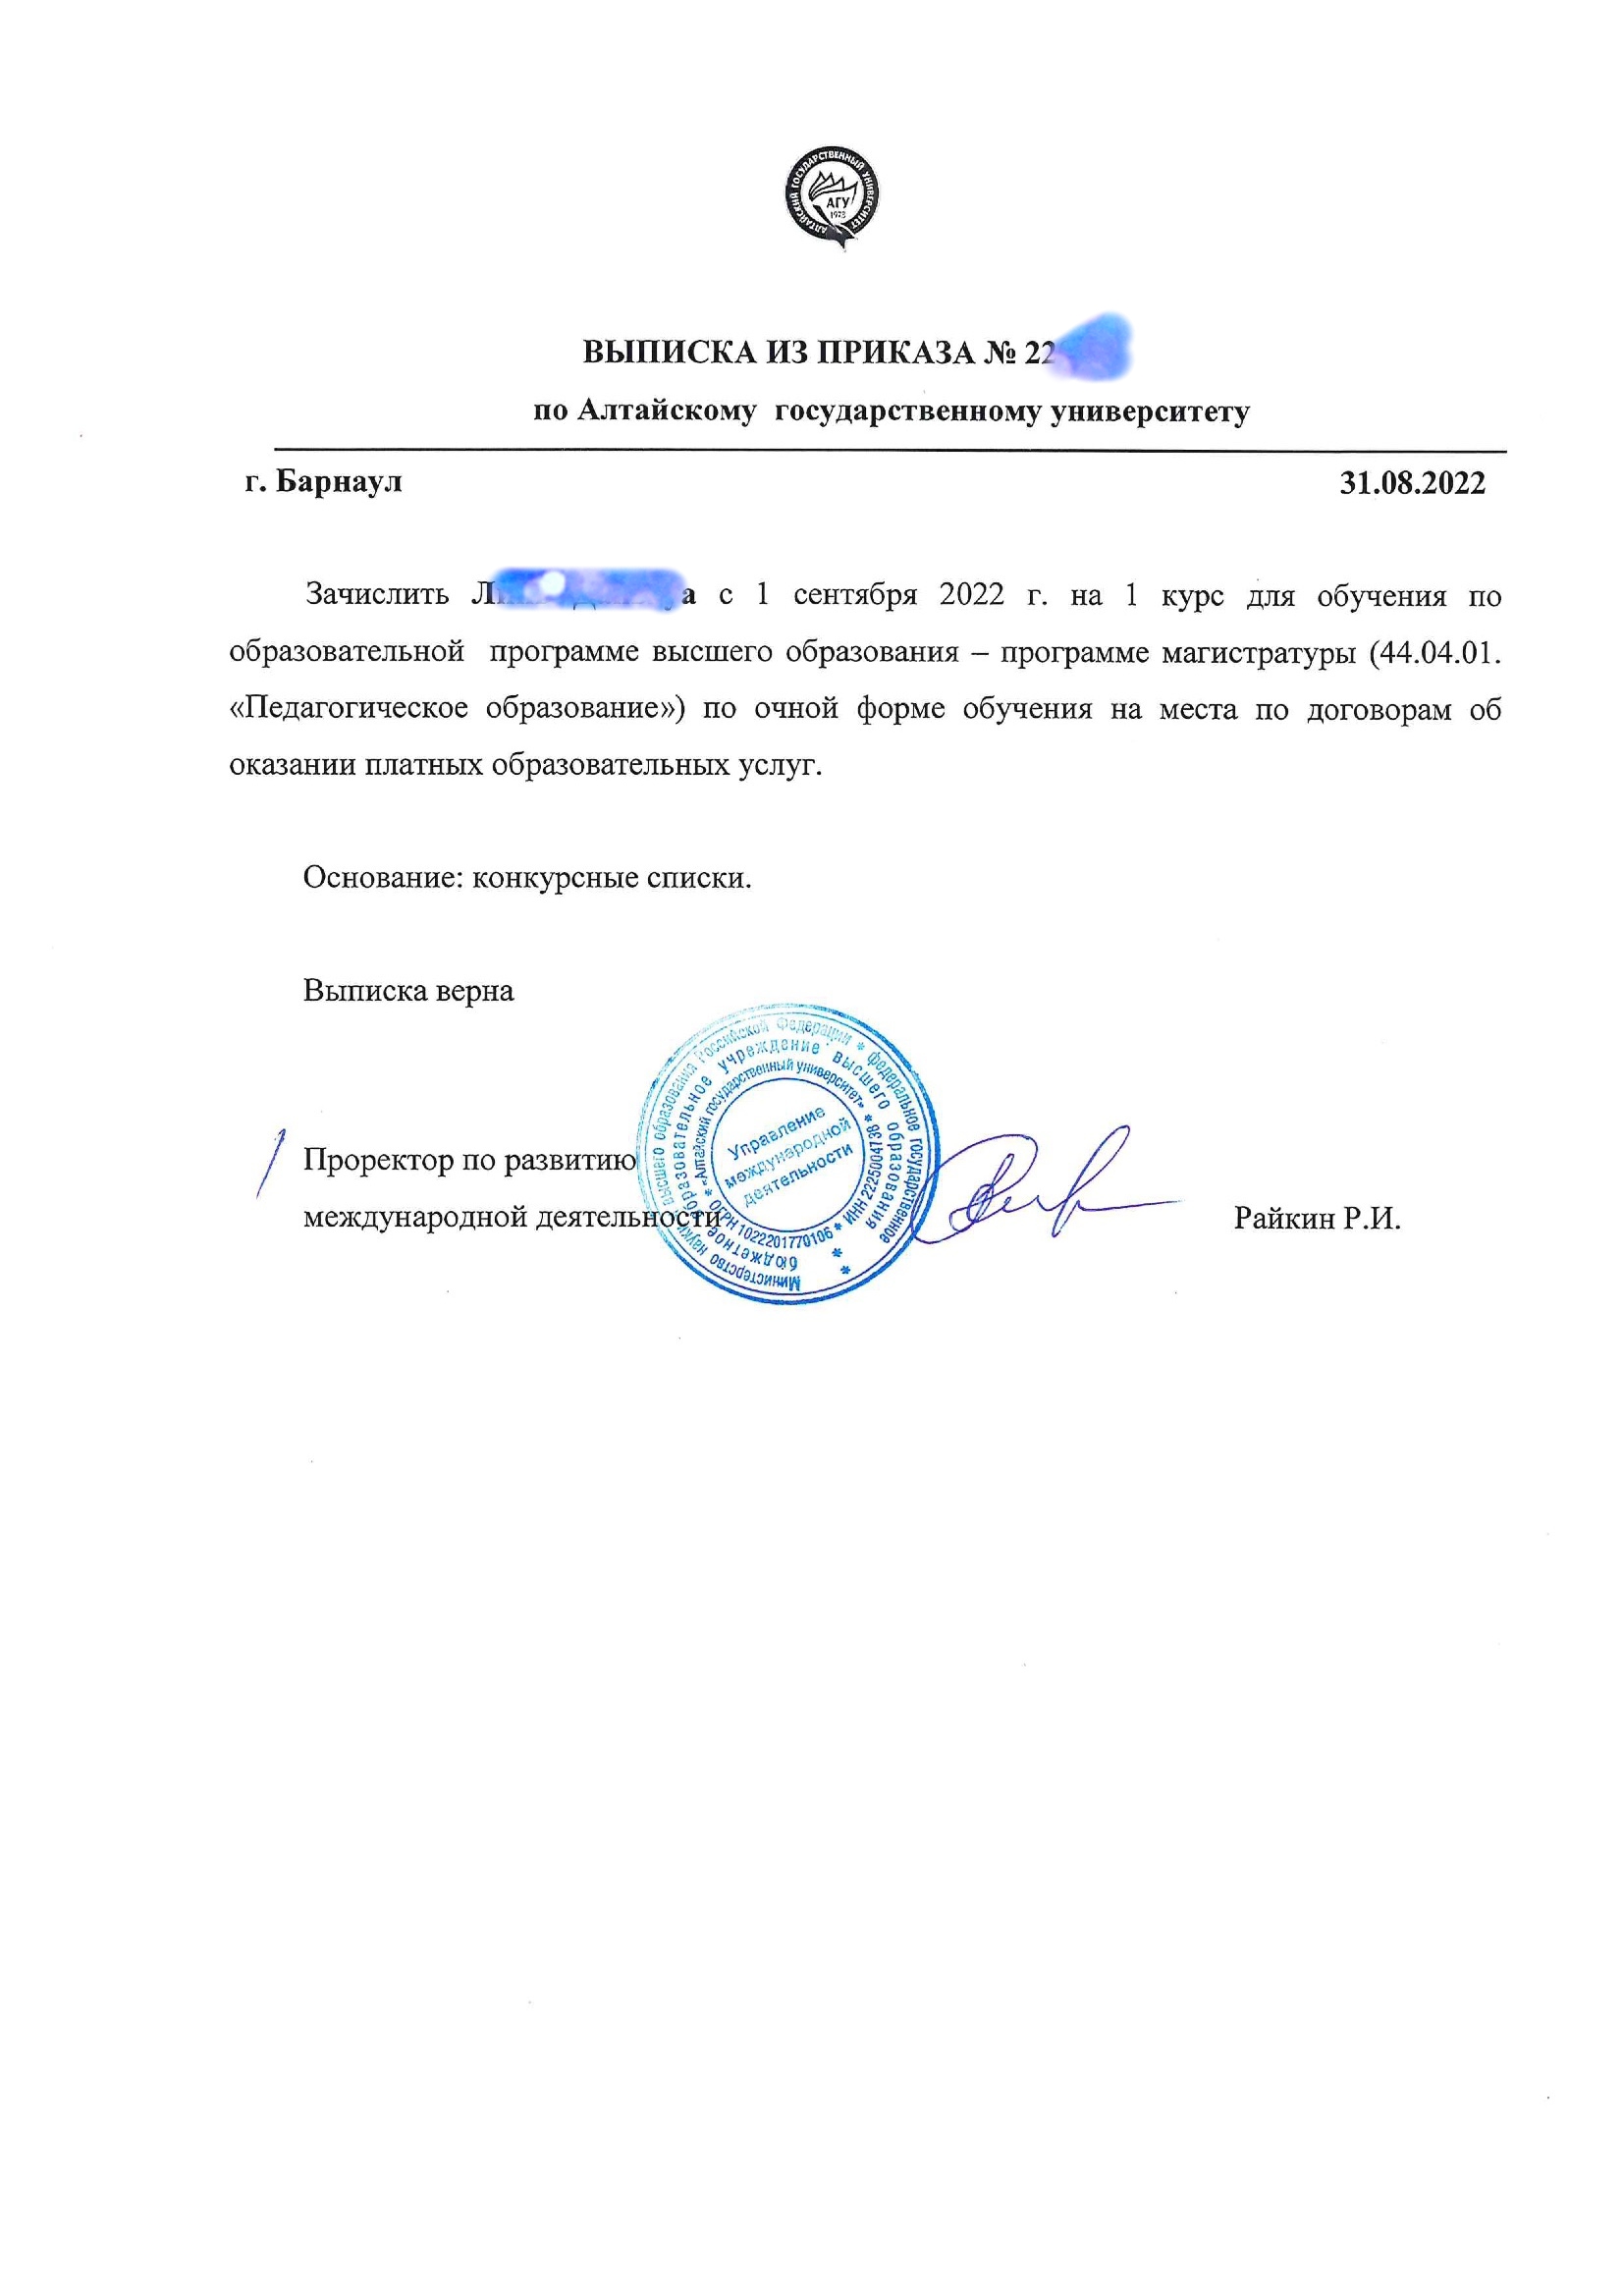 АЛТАЙСКИЙ ГОСУДАРСТВЕННЫЙ УНИВЕРСИТЕТ
АГУ
1973
ВЫПИСКА ИЗ ПРИКАЗА № 22
по Алтайскому государственному университету
г. Барнаул 31.08.2022
Зачислить с 1 сентября 2022 г. на 1 курс для обучения по
образовательной программе высшего образования – программе магистратуры (44.04.01.
«Педагогическое образование») по очной форме обучения на места по договорам об
оказании платных образовательных услуг.
Основание: конкурсные списки.
Выписка верна
Проректор по развитию
международной деятельности
Райкин Р.И.
Министерство науки и высшего образования Российской Федерации * федеральное государственное
бюджетное образовательное учреждение высшего образования *
* «Алтайский государственный университет» * ИНН 2225004738 * ОГРН 1022201770106
Управление
международной
деятельности